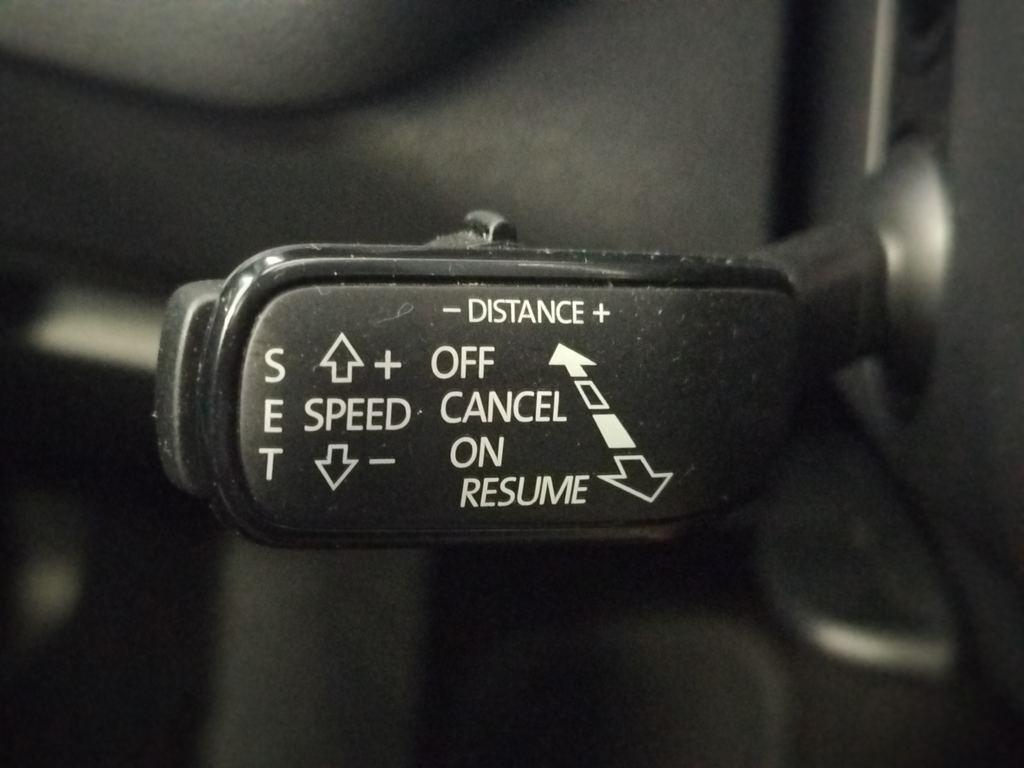 - DISTANCE +
S + OFF
E SPEED CANCEL
T - ON
RESUME